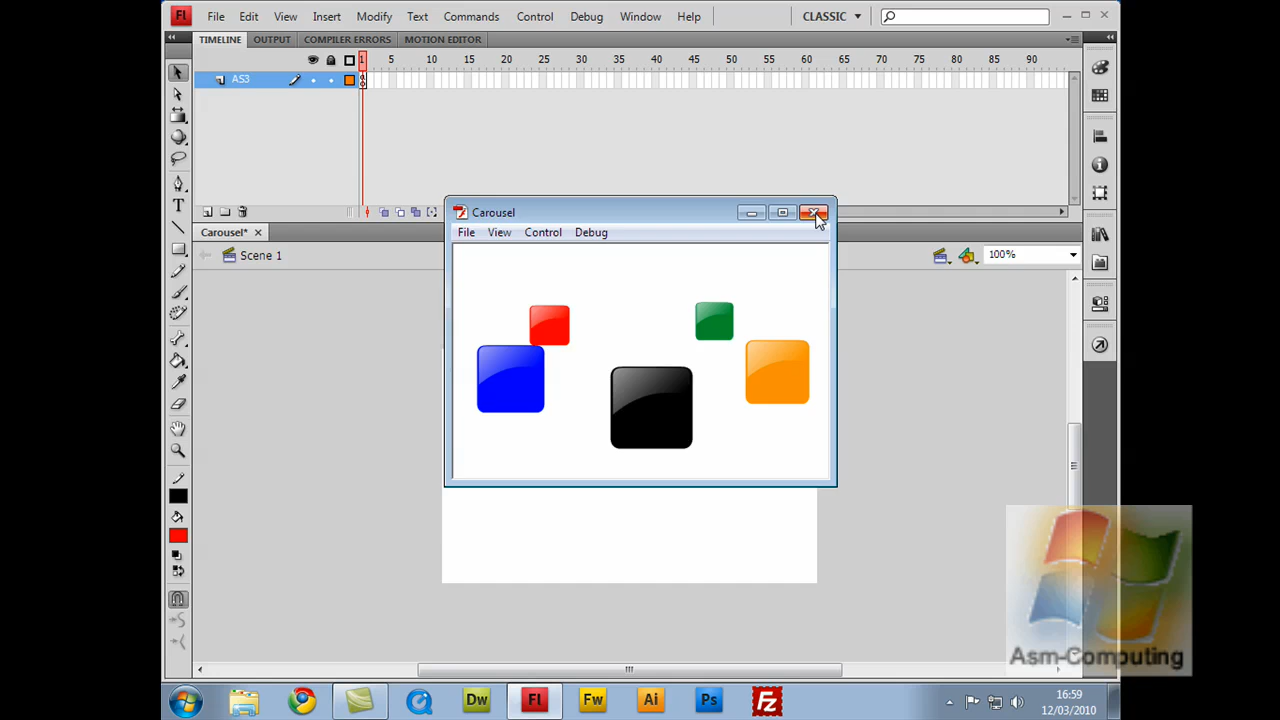 Fl File Edit View Insert Modify Text Commands Control Debug Window Help CLASSIC
TIMELINE OUTPUT COMPILER ERRORS MOTION EDITOR
1 5 10 15 20 25 30 35 40 45 50 55 60 65 70 75 80 85 90
AS3
Carousel
Carousel*
File View Control Debug
Scene 1 100%
Asm-Computing
Dw Fl Fw Ai Ps Fz
16:59
12/03/2010